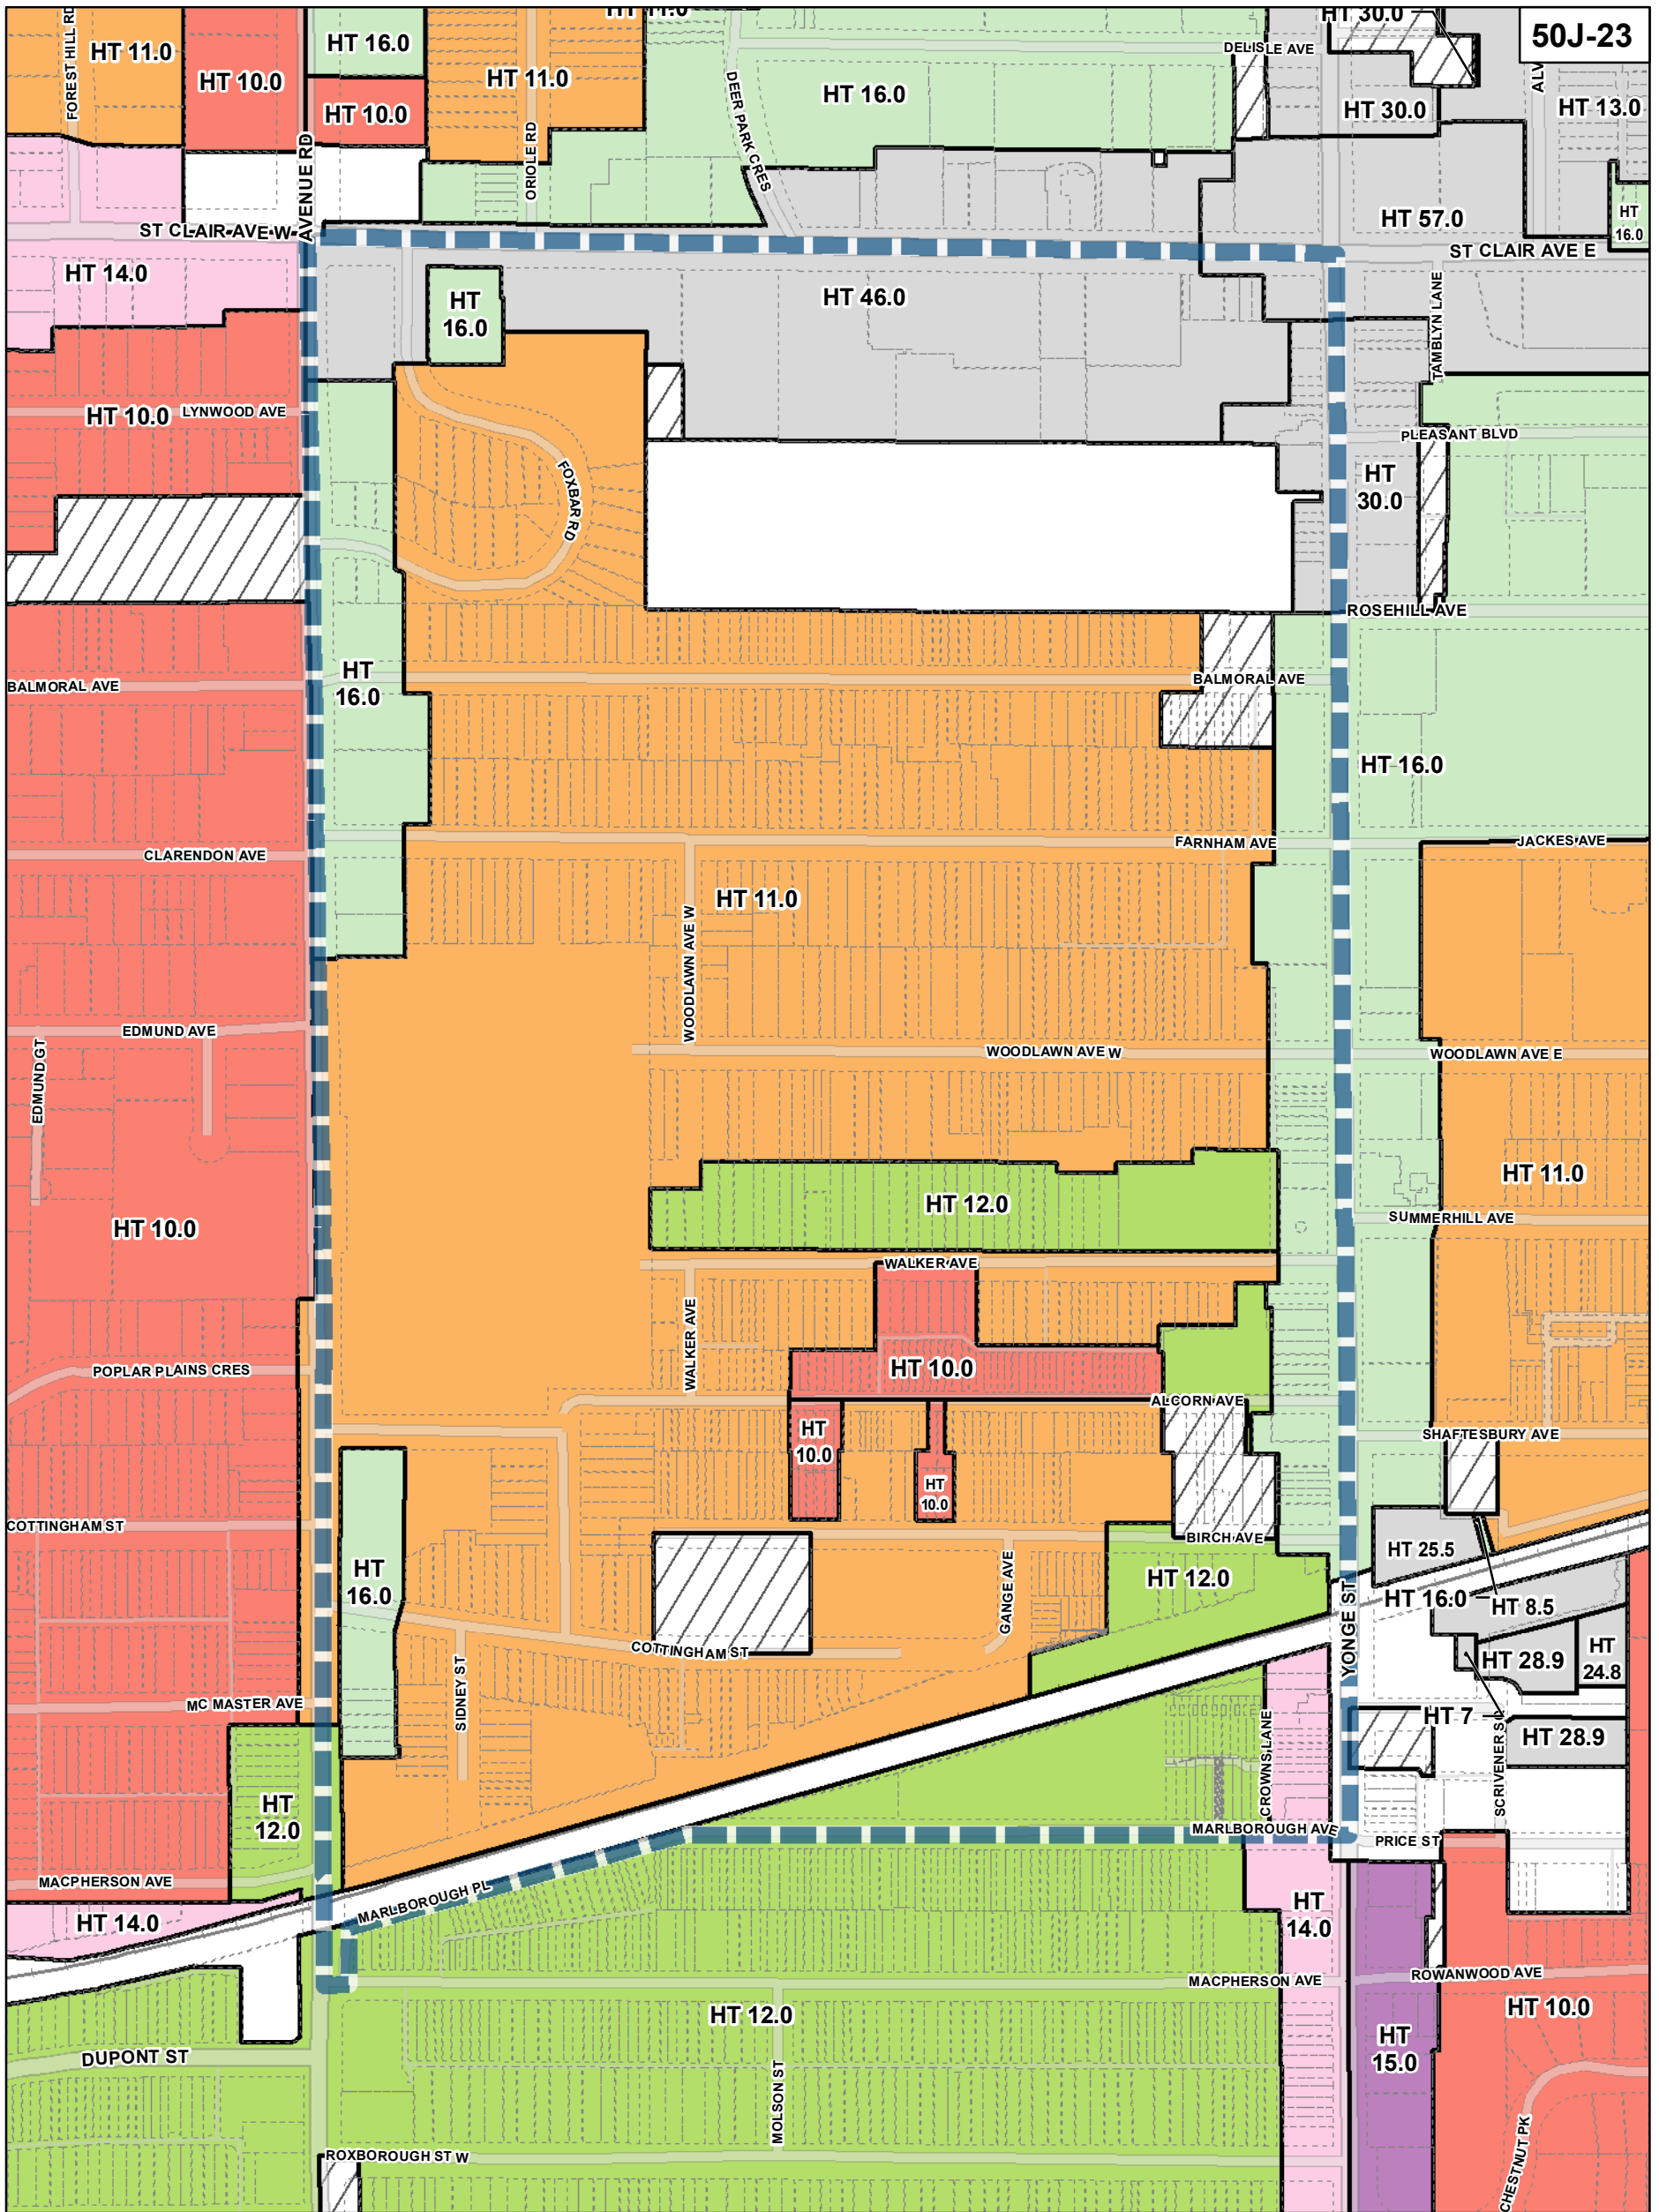 HT 11.0
HT 30.0
50J-23
FOREST HILL RD
HT 11.0
HT 10.0
HT 16.0
HT 10.0
HT 11.0
ORIOLE RD
DEER PARK CRES
HT 16.0
DELISLE AVE
HT 30.0
ALV
HT 13.0
AVENUE RD
ST CLAIR AVE W
HT 57.0
HT
16.0
ST CLAIR AVE E
HT 14.0
HT
16.0
HT 46.0
TAMBLYN LANE
HT 10.0
LYNWOOD AVE
FOXBAR RD
PLEASANT BLVD
HT
30.0
ROSEHILL AVE
BALMORAL AVE
HT
16.0
BALMORAL AVE
HT 16.0
CLARENDON AVE
FARNHAM AVE
JACKES AVE
HT 11.0
WOODLAWN AVE W
EDMUND AVE
EDMUND GT
WOODLAWN AVE W
WOODLAWN AVE E
HT 10.0
HT 12.0
HT 11.0
SUMMERHILL AVE
WALKER AVE
WALKER AVE
POPLAR PLAINS CRES
HT 10.0
ALCORN AVE
HT
10.0
HT
10.0
SHAFTESBURY AVE
COTTINGHAM ST
HT
16.0
BIRCH AVE
HT 25.5
GANGE AVE
HT 12.0
YONGE ST
HT 16.0
HT 8.5
COTTINGHAM ST
SIDNEY ST
HT 28.9
HT
24.8
MC MASTER AVE
CROWN'S LANE
HT 7
SCRIVENER SQ
HT 28.9
HT
12.0
MARLBOROUGH AVE
PRICE ST
MACPHERSON AVE
MARLBOROUGH PL
HT 14.0
HT
14.0
MACPHERSON AVE
ROWANWOOD AVE
HT 12.0
HT 10.0
HT
15.0
DUPONT ST
MOLSON ST
ROXBOROUGH ST W
CHESTNUT PK